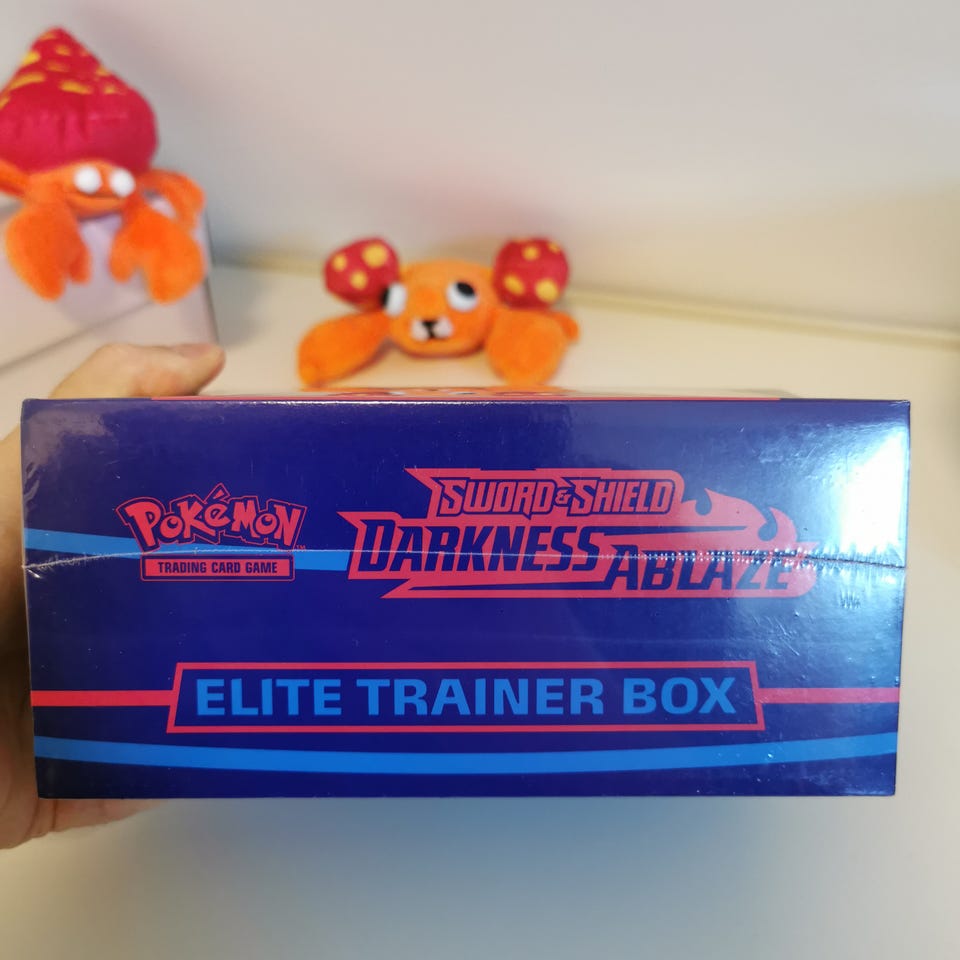 POKéMON
TRADING CARD GAME
SWORD & SHIELD
DARKNESS
ABLAZE
ELITE TRAINER BOX